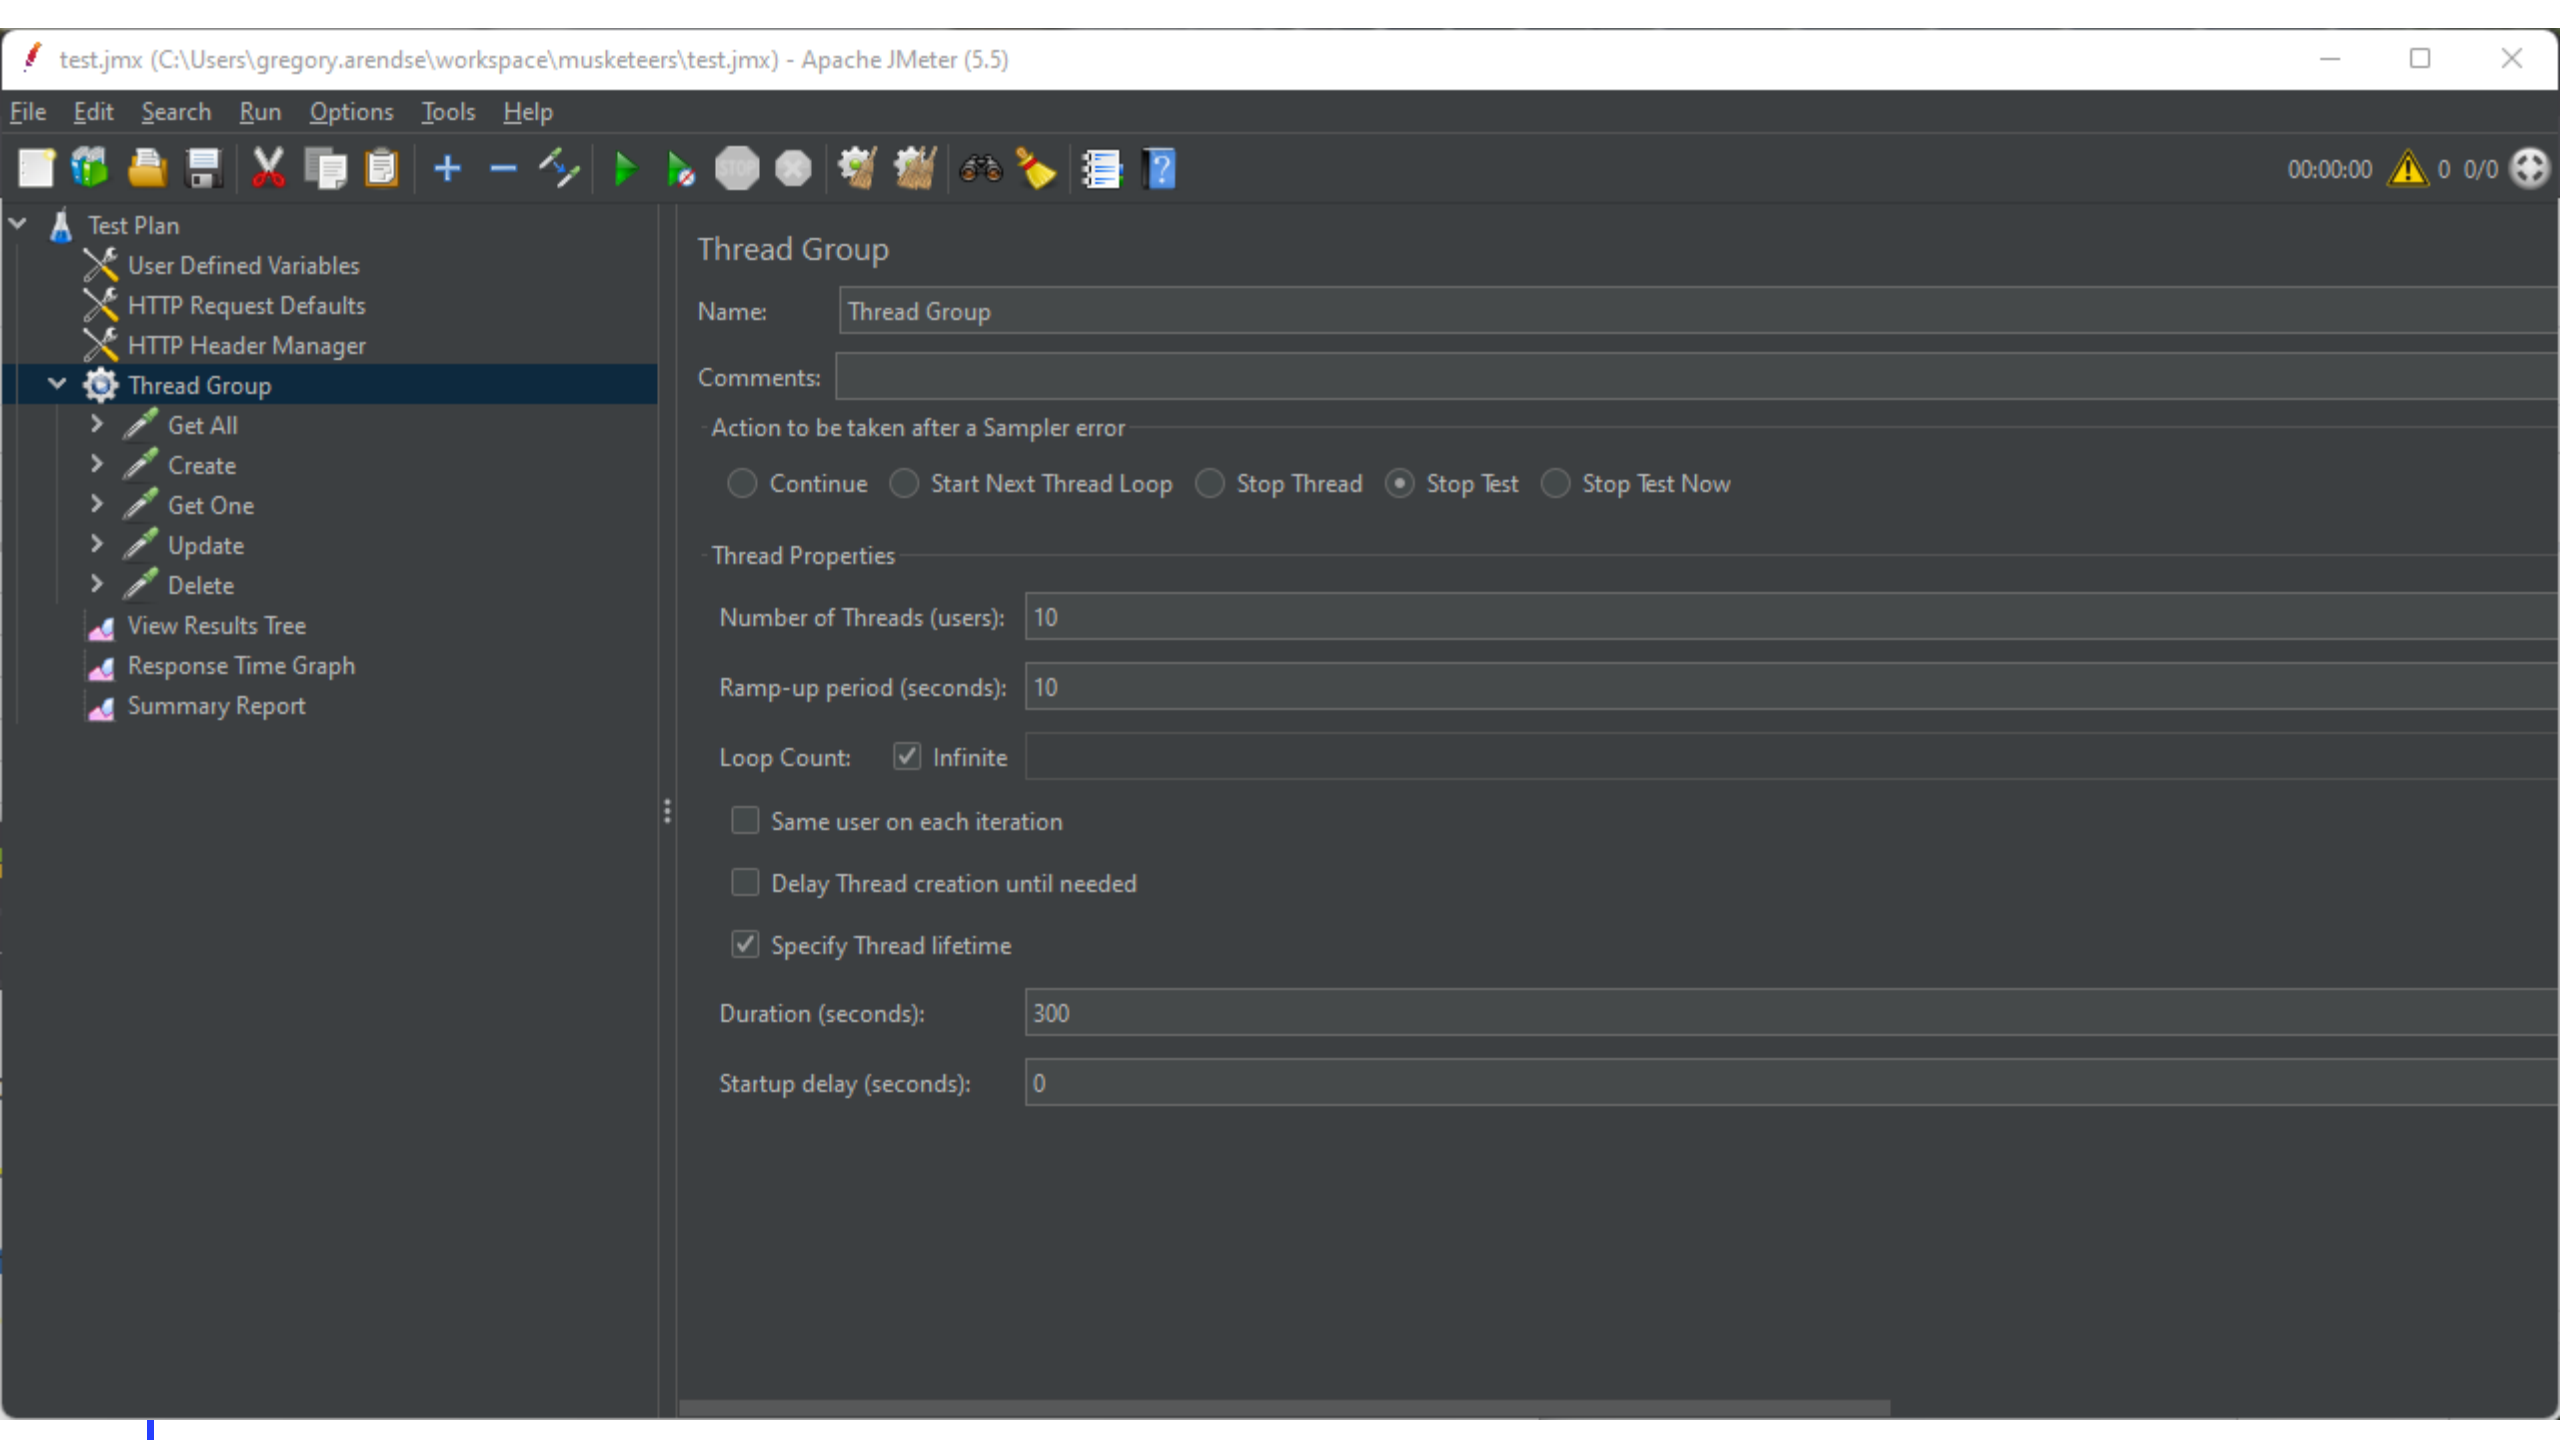 test.jmx (C:\Users\gregory.arendse\workspace\musketeers\test.jmx) - Apache JMeter (5.5)
File Edit Search Run Options Tools Help
STOP
00:00:00 0 0/0
Test Plan
User Defined Variables
HTTP Request Defaults
HTTP Header Manager
Thread Group
Get All
Create
Get One
Update
Delete
View Results Tree
Response Time Graph
Summary Report
Thread Group
Name: Thread Group
Comments:
Action to be taken after a Sampler error
Continue Start Next Thread Loop Stop Thread Stop Test Stop Test Now
Thread Properties
Number of Threads (users): 10
Ramp-up period (seconds): 10
Loop Count: Infinite
Same user on each iteration
Delay Thread creation until needed
Specify Thread lifetime
Duration (seconds): 300
Startup delay (seconds): 0